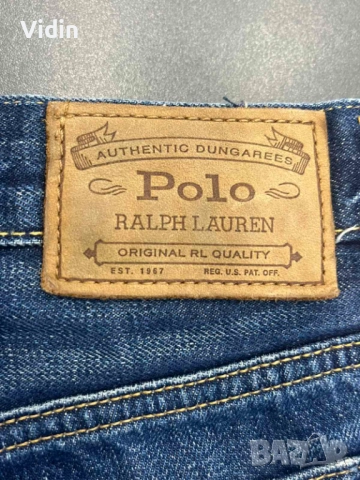 Vidin
AUTHENTIC DUNGAREES
Polo
RALPH LAUREN
ORIGINAL RL QUALITY
EST. 1967 REG. U.S. PAT. OFF.
BAZAR